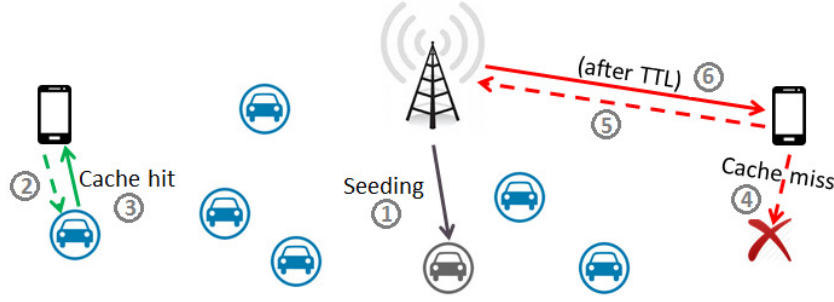 (after TTL) ⑥
⑤
② Cache hit
③
Seeding
①
Cache miss
④